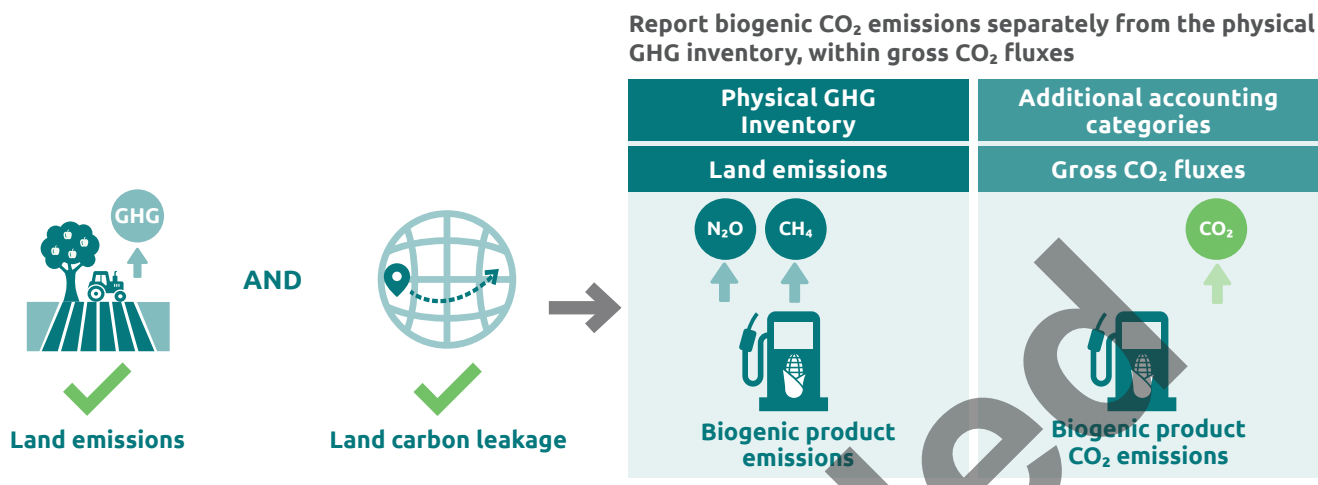 Report biogenic CO₂ emissions separately from the physical
GHG inventory, within gross CO₂ fluxes
Physical GHG
Inventory
Additional accounting
categories
Land emissions
Gross CO₂ fluxes
GHG
N₂O
CH₄
CO₂
AND
Land emissions
Land carbon leakage
Biogenic product
emissions
Biogenic product
CO₂ emissions